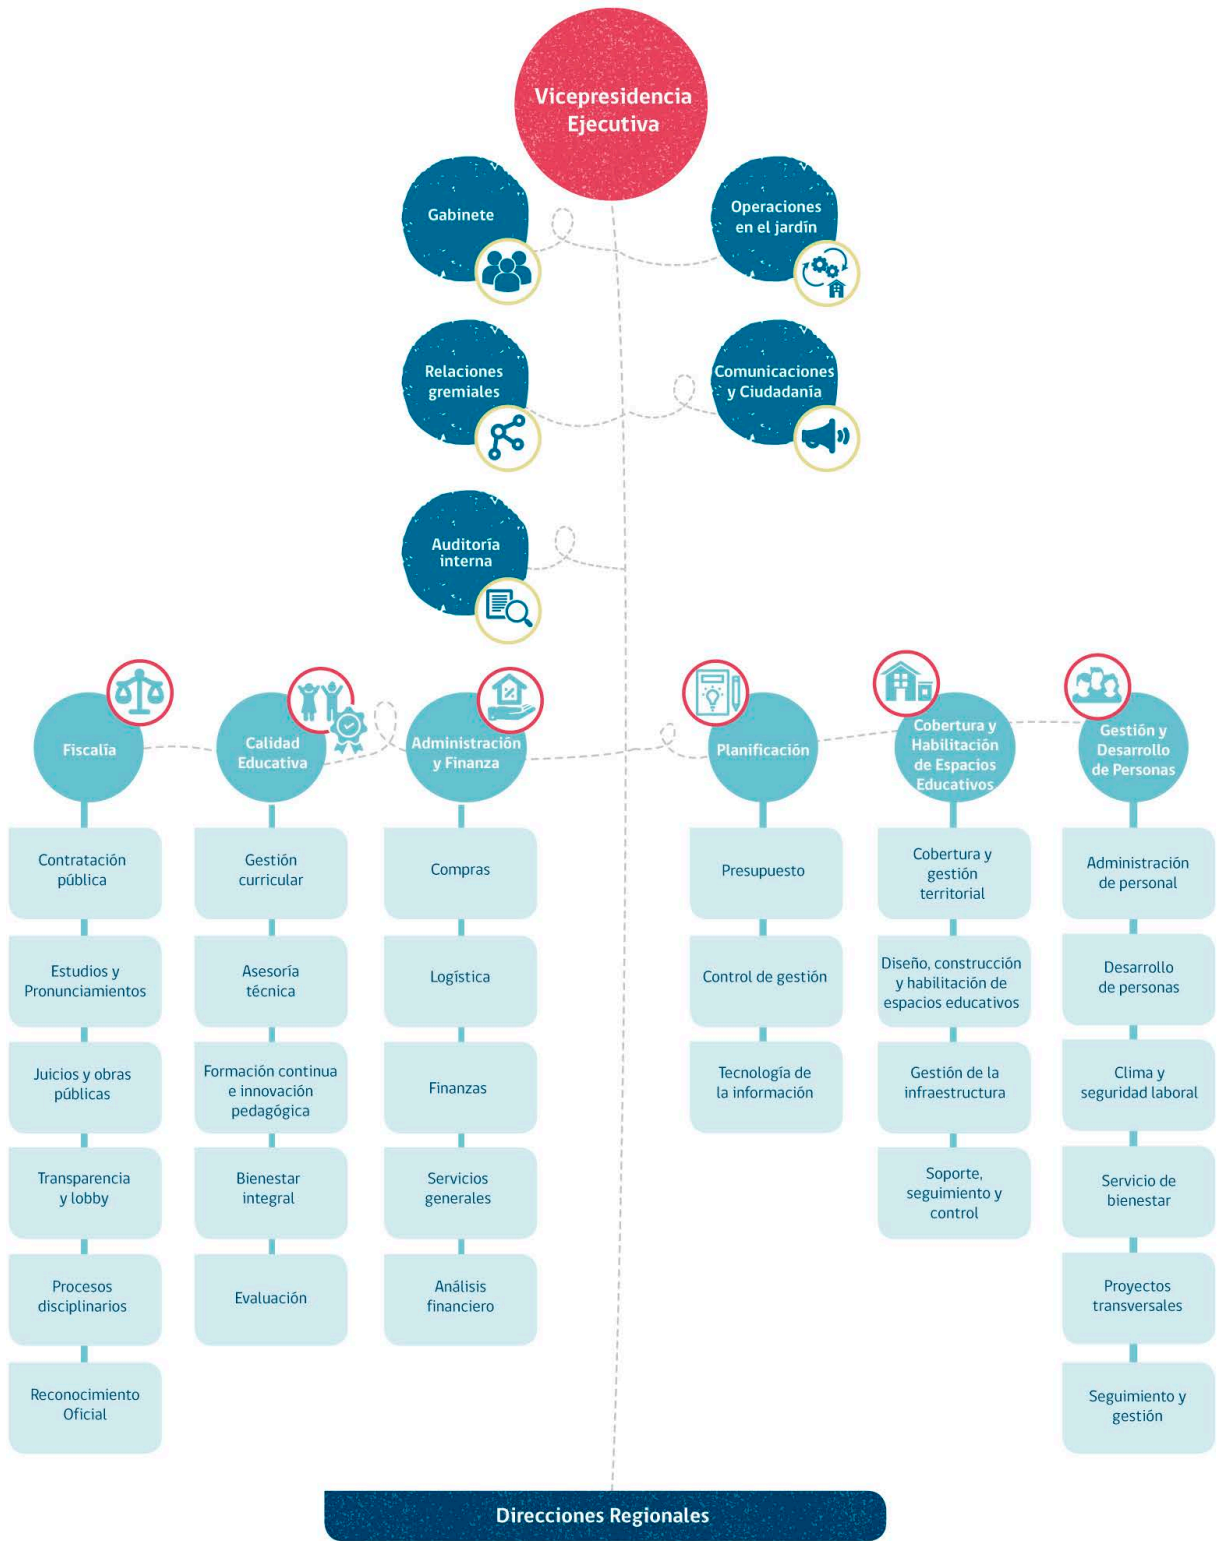 Vicepresidencia
Ejecutiva
Gabinete
Operaciones
en el jardín
Relaciones
gremiales
Comunicaciones
y Ciudadanía
Auditoría
interna
Fiscalía
Contratación
pública
Estudios y
Pronunciamientos
Juicios y obras
públicas
Transparencia
y lobby
Procesos
disciplinarios
Reconocimiento
Oficial
Calidad
Educativa
Gestión
curricular
Asesoría
técnica
Formación continua
e innovación
pedagógica
Bienestar
integral
Evaluación
Administración
y Finanza
Compras
Logística
Finanzas
Servicios
generales
Análisis
financiero
Planificación
Presupuesto
Control de gestión
Tecnología de
la información
Cobertura y
Habilitación
de Espacios
Educativos
Cobertura y
gestión
territorial
Diseño, construcción
y habilitación de
espacios educativos
Gestión de la
infraestructura
Soporte,
seguimiento y
control
Gestión y
Desarrollo
de Personas
Administración
de personal
Desarrollo
de personas
Clima y
seguridad laboral
Servicio de
bienestar
Proyectos
transversales
Seguimiento y
gestión
Direcciones Regionales